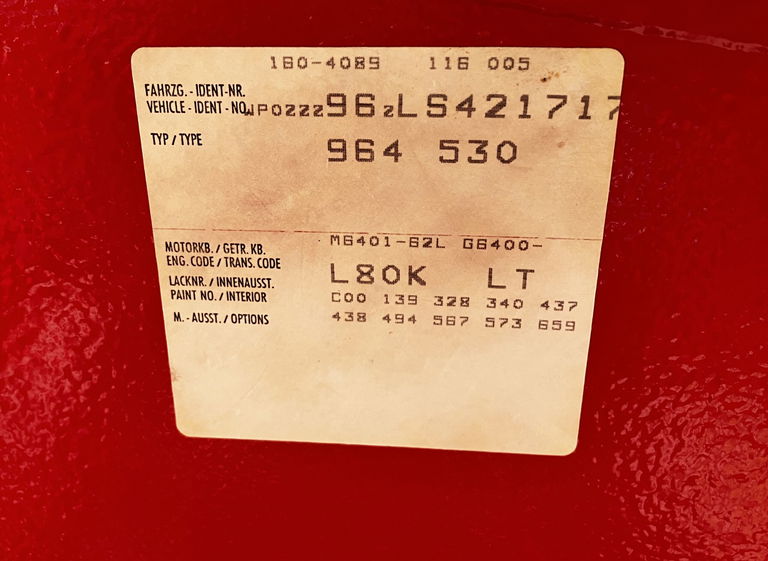 180-4089 116 005
FAHRZG. - IDENT-NR.
VEHICLE - IDENT - NO. WP0ZZZ96ZLS421717
TYP / TYPE 964 530
MOTORKB. / GETR. KB. M6401-62L G6400-
ENG. CODE / TRANS. CODE
LACKNR. / INNENAUSST. L80K LT
PAINT NO. / INTERIOR C00 139 328 340 437
M. - AUSST. / OPTIONS 438 494 567 573 659